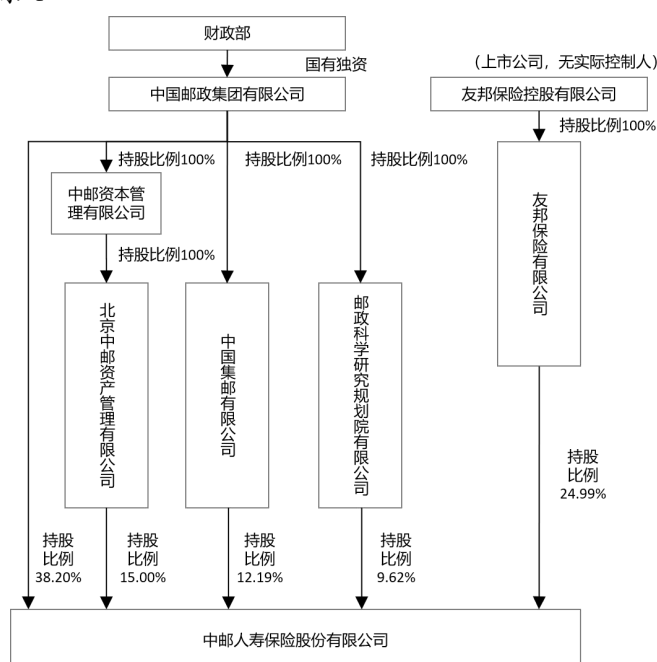 财政部
国有独资
(上市公司，无实际控制人)
中国邮政集团有限公司
友邦保险控股有限公司
持股比例100%
持股比例100%
持股比例100%
持股比例100%
中邮资本管
理有限公司
持股比例100%
友邦保险有限公司
北京中邮资产管理有限公司
中国集邮有限公司
邮政科学研究规划院有限公司
持股
比例
24.99%
持股
比例
38.20%
持股
比例
15.00%
持股
比例
12.19%
持股
比例
9.62%
中邮人寿保险股份有限公司